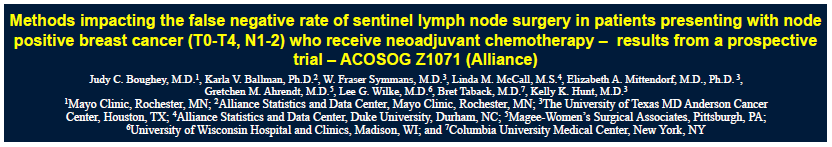 Methods impacting the false negative rate of sentinel lymph node surgery in patients presenting with node
positive breast cancer (T0-T4, N1-2) who receive neoadjuvant chemotherapy – results from a prospective
trial – ACOSOG Z1071 (Alliance)
Judy C. Boughey, M.D.¹, Karla V. Ballman, Ph.D.², W. Fraser Symmans, M.D.³, Linda M. McCall, M.S.⁴, Elizabeth A. Mittendorf, M.D., Ph.D. ³,
Gretchen M. Ahrendt, M.D.⁵, Lee G. Wilke, M.D.⁶, Bret Taback, M.D.⁷, Kelly K. Hunt, M.D.³
¹Mayo Clinic, Rochester, MN; ²Alliance Statistics and Data Center, Mayo Clinic, Rochester, MN; ³The University of Texas MD Anderson Cancer
Center, Houston, TX; ⁴Alliance Statistics and Data Center, Duke University, Durham, NC; ⁵Magee-Women's Surgical Associates, Pittsburgh, PA;
⁶University of Wisconsin Hospital and Clinics, Madison, WI; and ⁷Columbia University Medical Center, New York, NY